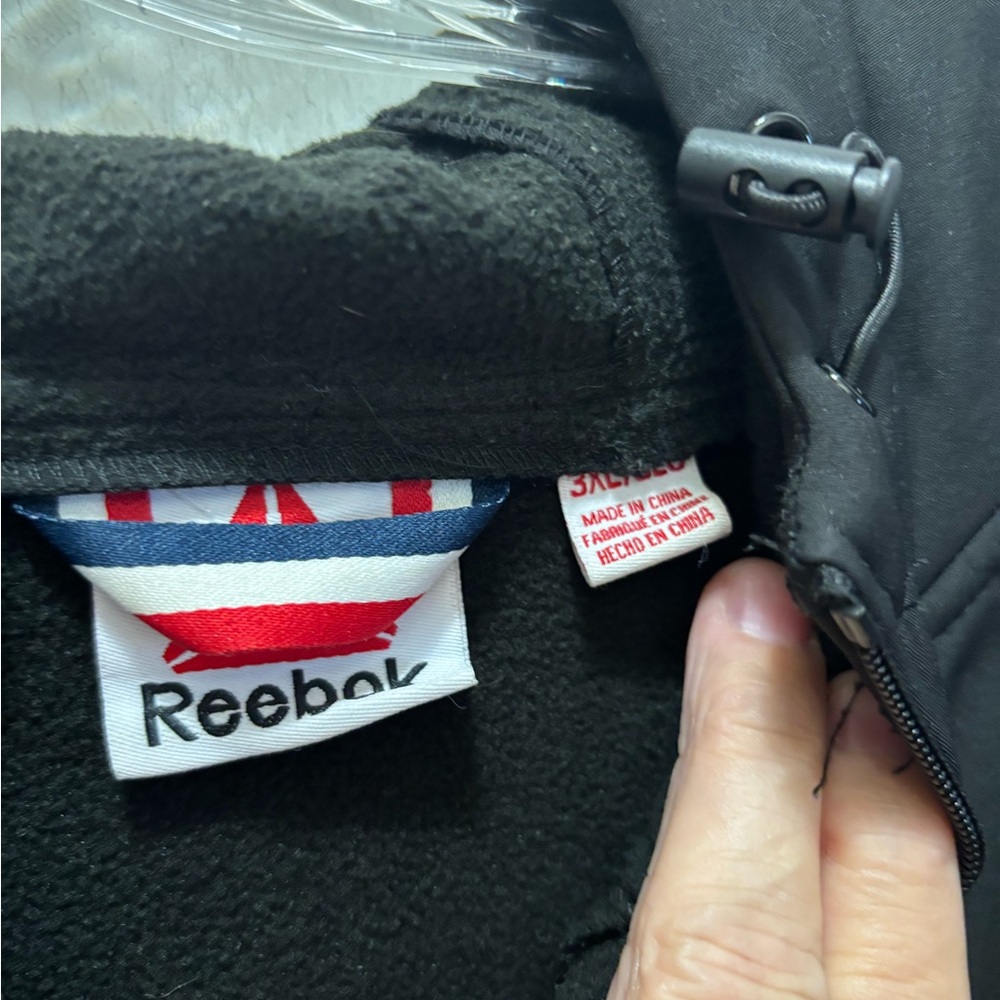 Reebok
MADE IN CHINA
FABRIQUÉ EN CHINE
HECHO EN CHINA